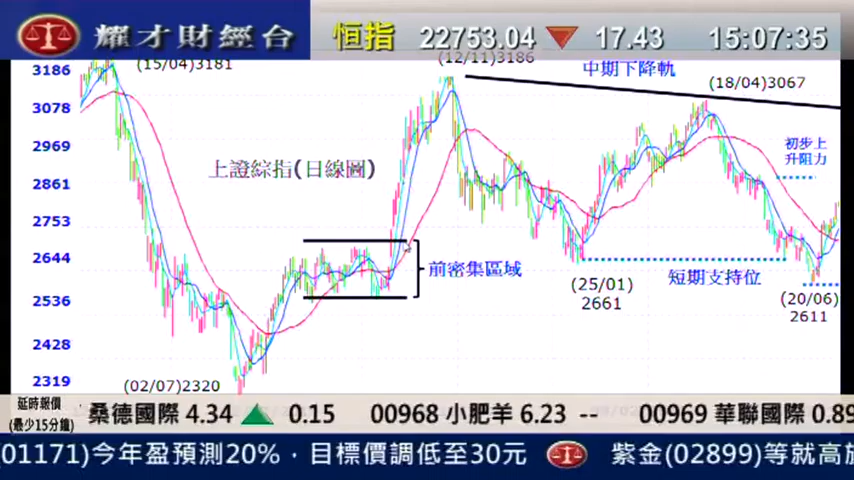 耀才財經台
恒指 22753.04 17.43 15:07:35
3186
3078
2969
2861
2753
2644
2536
2428
2319
(15/04)3181
(12/11)3186
中期下降軌
(18/04)3067
初步上
升阻力
上證綜指(日線圖)
前密集區域
(25/01)
2661
短期支持位
(20/06)
2611
(02/07)2320
延時報價
(最少15分鐘)
桑德國際 4.34 0.15 00968 小肥羊 6.23 -- 00969 華聯國際 0.89
(01171)今年盈預測20%，目標價調低至30元 紫金(02899)等就高放